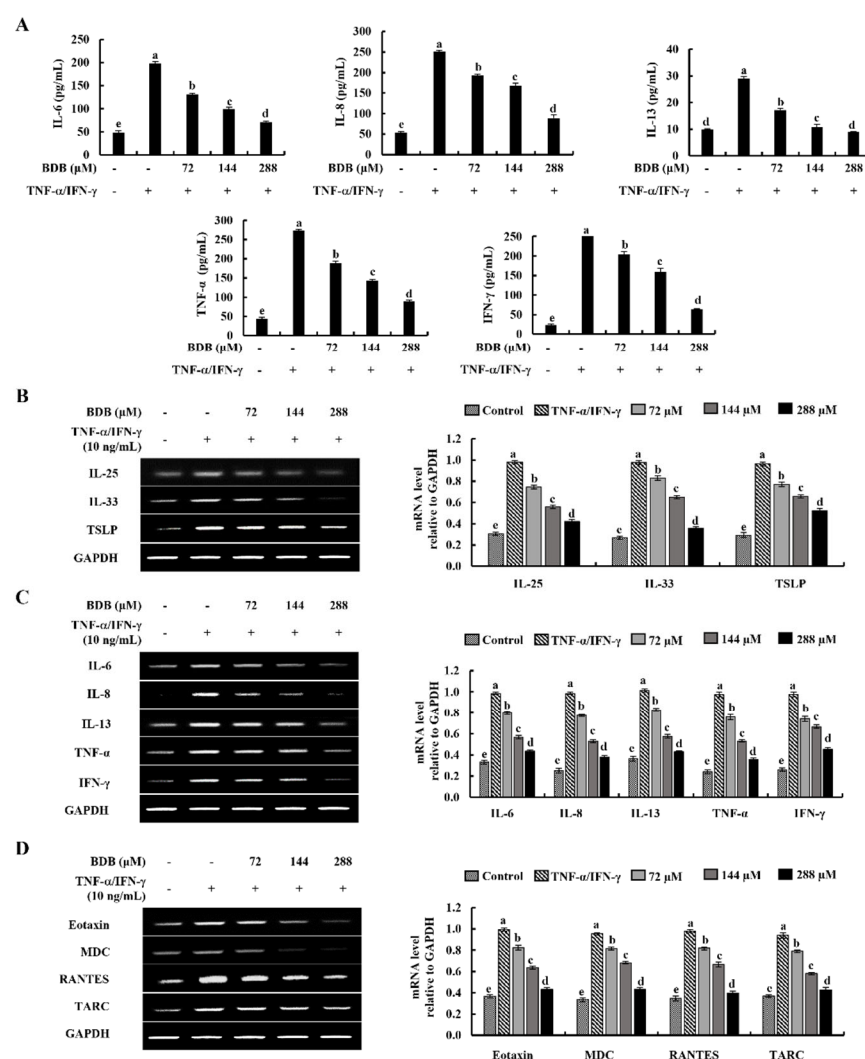 A
IL-6 (pg/mL)
250
200
150
100
50
0
e a b c d
BDB (μM) - - 72 144 288
TNF-α/IFN-γ - + + + +
IL-8 (pg/mL)
300
250
200
150
100
50
0
e a b c d
BDB (μM) - - 72 144 288
TNF-α/IFN-γ - + + + +
IL-13 (pg/mL)
40
30
20
10
0
d a b c d
BDB (μM) - - 72 144 288
TNF-α/IFN-γ - + + + +
TNF-α (pg/mL)
300
250
200
150
100
50
0
e a b c d
BDB (μM) - - 72 144 288
TNF-α/IFN-γ - + + + +
IFN-γ (pg/mL)
250
200
150
100
50
0
e a b c d
BDB (μM) - - 72 144 288
TNF-α/IFN-γ - + + + +
B
BDB (μM) - - 72 144 288
TNF-α/IFN-γ
(10 ng/mL) - + + + +
IL-25
IL-33
TSLP
GAPDH
Control TNF-α/IFN-γ 72 μM 144 μM 288 μM
mRNA level
relative to GAPDH
1.2
1.0
0.8
0.6
0.4
0.2
0.0
e a b c d e a b c d e a b c d
IL-25 IL-33 TSLP
C
BDB (μM) - - 72 144 288
TNF-α/IFN-γ
(10 ng/mL) - + + + +
IL-6
IL-8
IL-13
TNF-α
IFN-γ
GAPDH
Control TNF-α/IFN-γ 72 μM 144 μM 288 μM
mRNA level
relative to GAPDH
1.2
1.0
0.8
0.6
0.4
0.2
0.0
e a b c d e a b c d e a b c d e a b c d e a b c d
IL-6 IL-8 IL-13 TNF-α IFN-γ
D
BDB (μM) - - 72 144 288
TNF-α/IFN-γ
(10 ng/mL) - + + + +
Eotaxin
MDC
RANTES
TARC
GAPDH
Control TNF-α/IFN-γ 72 μM 144 μM 288 μM
mRNA level
relative to GAPDH
1.2
1.0
0.8
0.6
0.4
0.2
0.0
e a b c d e a b c d e a b c d e a b c d
Eotaxin MDC RANTES TARC